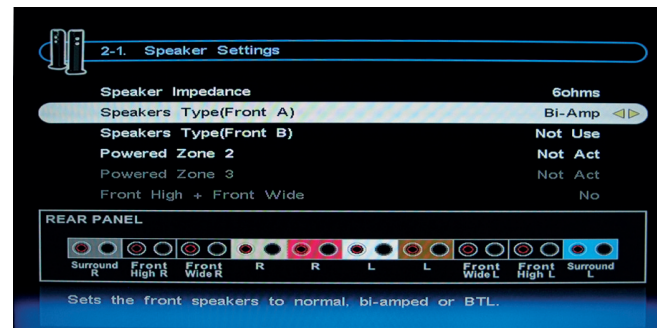 2-1. Speaker Settings
Speaker Impedance 6ohms
Speakers Type(Front A) Bi-Amp
Speakers Type(Front B) Not Use
Powered Zone 2 Not Act
Powered Zone 3 Not Act
Front High + Front Wide No
REAR PANEL
Surround R Front High R Front Wide R R R L L Front Wide L Front High L Surround L
Sets the front speakers to normal, bi-amped or BTL.